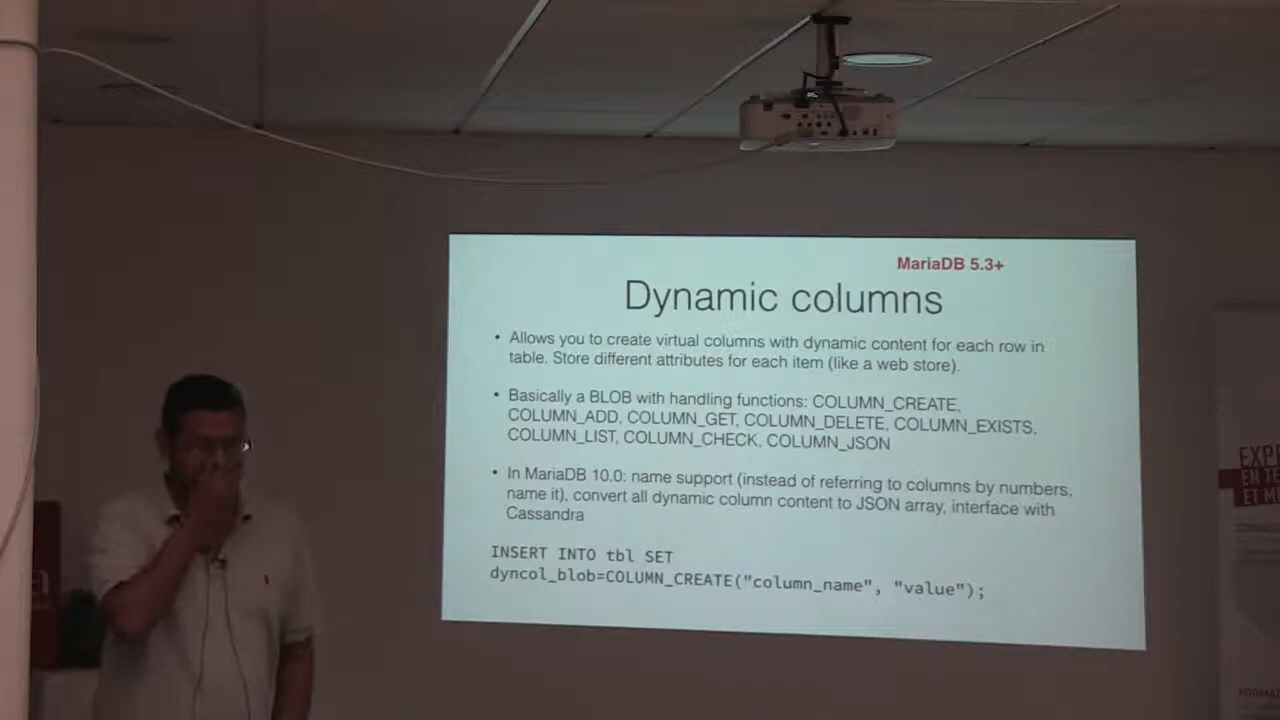 MariaDB 5.3+
Dynamic columns
• Allows you to create virtual columns with dynamic content for each row in
table. Store different attributes for each item (like a web store).
• Basically a BLOB with handling functions: COLUMN_CREATE,
COLUMN_ADD, COLUMN_GET, COLUMN_DELETE, COLUMN_EXISTS,
COLUMN_LIST, COLUMN_CHECK, COLUMN_JSON
• In MariaDB 10.0: name support (instead of referring to columns by numbers,
name it), convert all dynamic column content to JSON array, interface with
Cassandra
INSERT INTO tbl SET
dyncol_blob=COLUMN_CREATE("column_name", "value");
EXP
EN TE
ET M